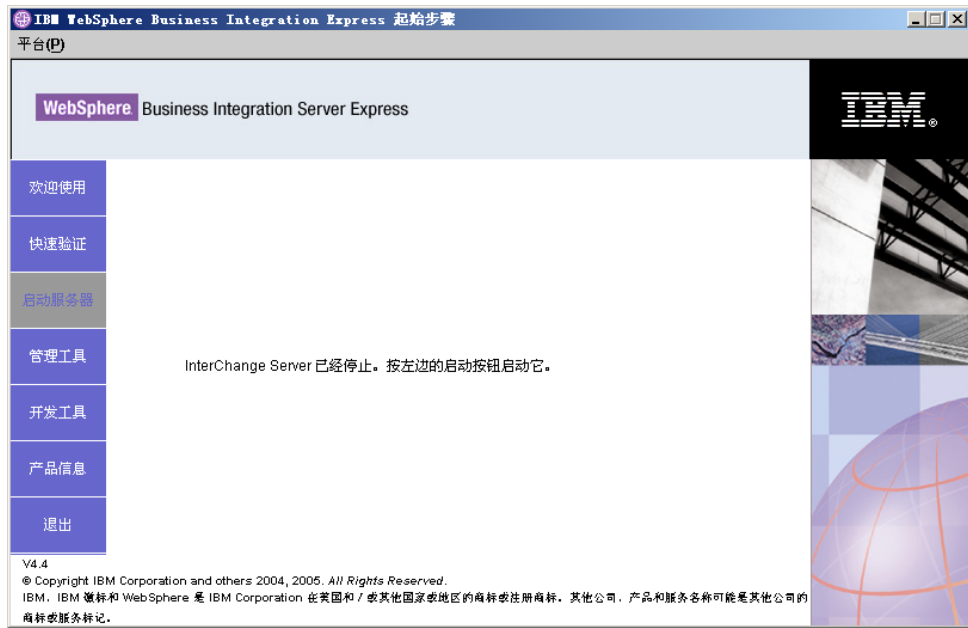 IBM WebSphere Business Integration Express 起始步骤
平台(P)
WebSphere. Business Integration Server Express
IBM®
欢迎使用
快速验证
启动服务器
管理工具
开发工具
产品信息
退出
InterChange Server 已经停止。按左边的启动按钮启动它。
V4.4
© Copyright IBM Corporation and others 2004, 2005. All Rights Reserved.
IBM、IBM 徽标和 WebSphere 是 IBM Corporation 在美国和 / 或其他国家或地区的商标或注册商标。其他公司、产品和服务名称可能是其他公司的
商标或服务标记。